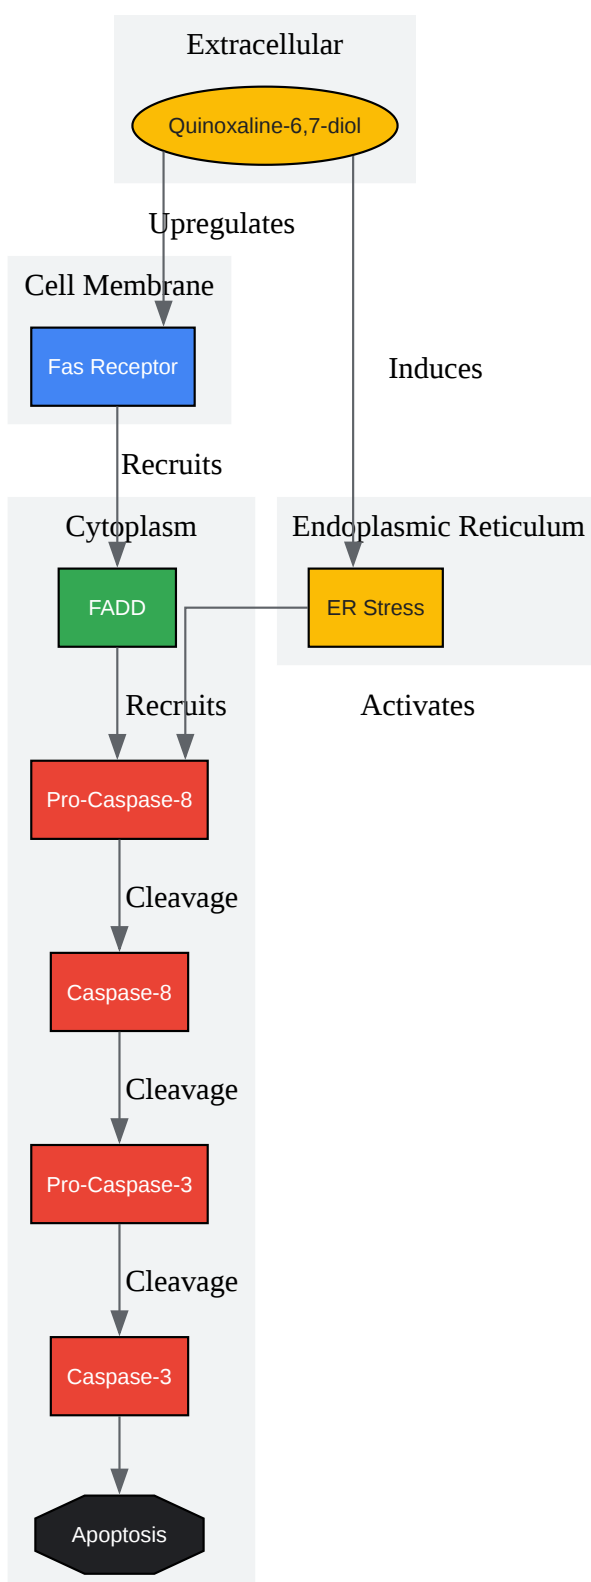 Extracellular
Quinoxaline-6,7-diol
Upregulates
Cell Membrane
Fas Receptor
Induces
Recruits
Cytoplasm
Endoplasmic Reticulum
FADD
ER Stress
Recruits
Activates
Pro-Caspase-8
Cleavage
Caspase-8
Cleavage
Pro-Caspase-3
Cleavage
Caspase-3
Apoptosis